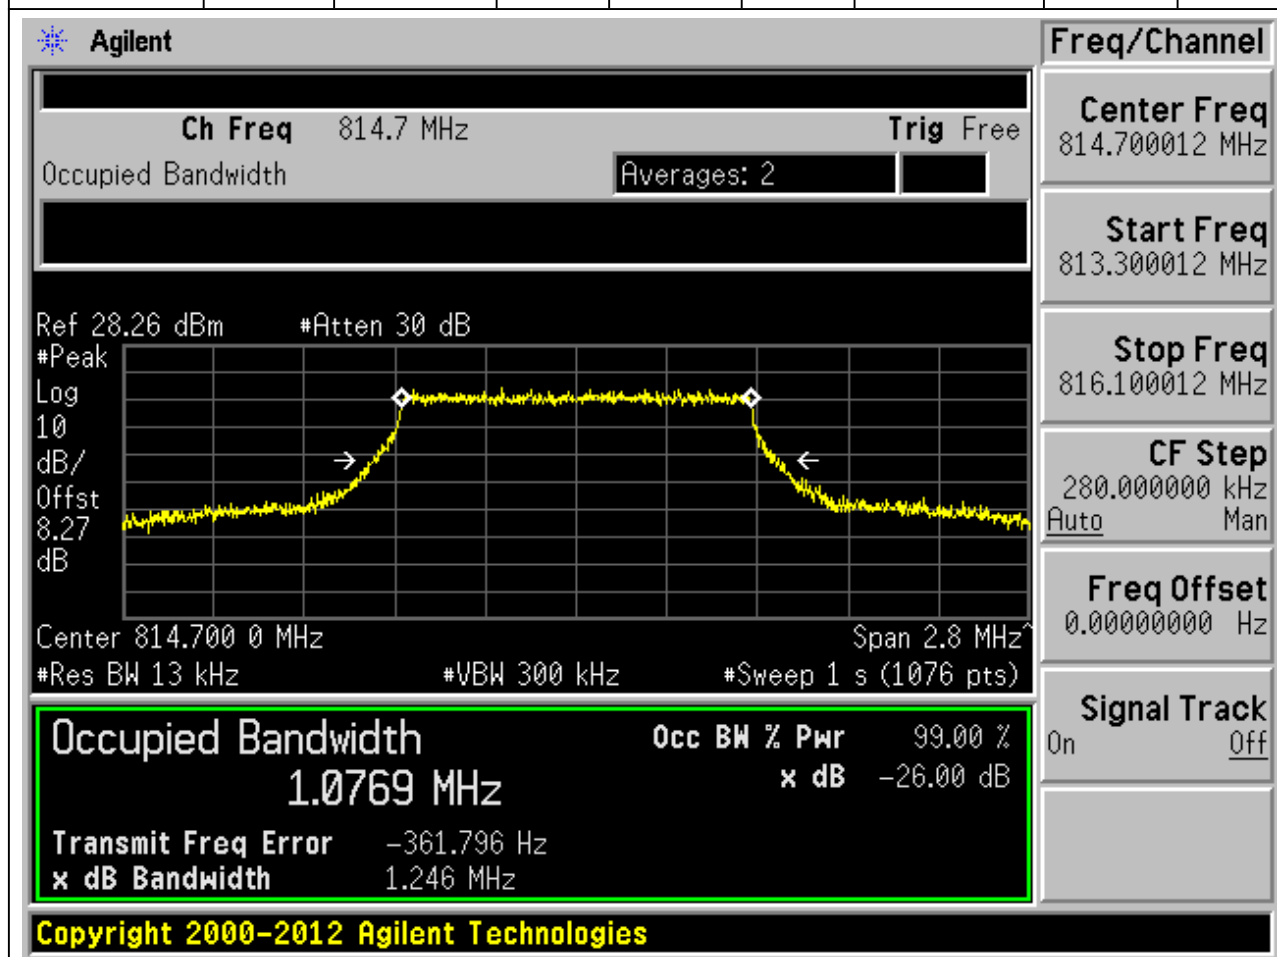 Agilent
Freq/Channel
Ch Freq 814.7 MHz Trig Free
Occupied Bandwidth Averages: 2
Center Freq
814.700012 MHz
Start Freq
813.300012 MHz
Stop Freq
816.100012 MHz
CF Step
280.000000 kHz
Auto Man
Freq Offset
0.00000000 Hz
Signal Track
On Off
Ref 28.26 dBm #Atten 30 dB
#Peak
Log
10
dB/
Offst
8.27
dB
Center 814.700 0 MHz Span 2.8 MHz^
#Res BW 13 kHz #VBW 300 kHz #Sweep 1 s (1076 pts)
Occupied Bandwidth Occ BW % Pwr 99.00 %
1.0769 MHz x dB -26.00 dB
Transmit Freq Error -361.796 Hz
x dB Bandwidth 1.246 MHz
Copyright 2000-2012 Agilent Technologies